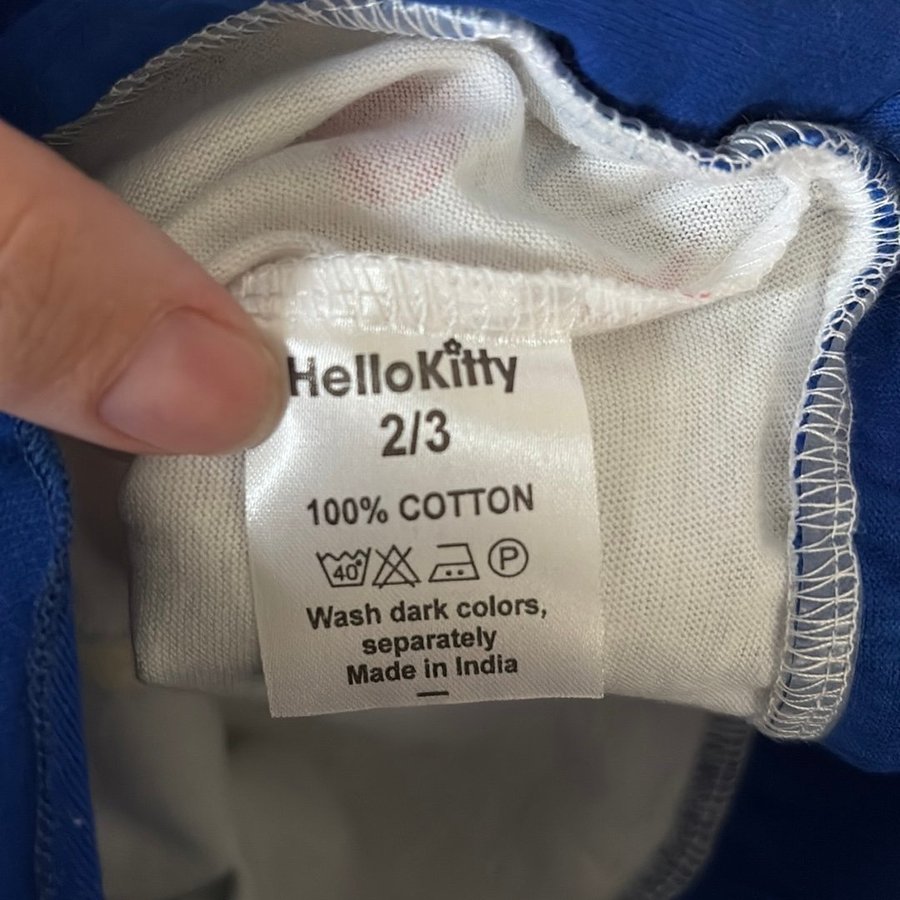 HelloKitty
2/3
100% COTTON
40° P
Wash dark colors,
separately
Made in India